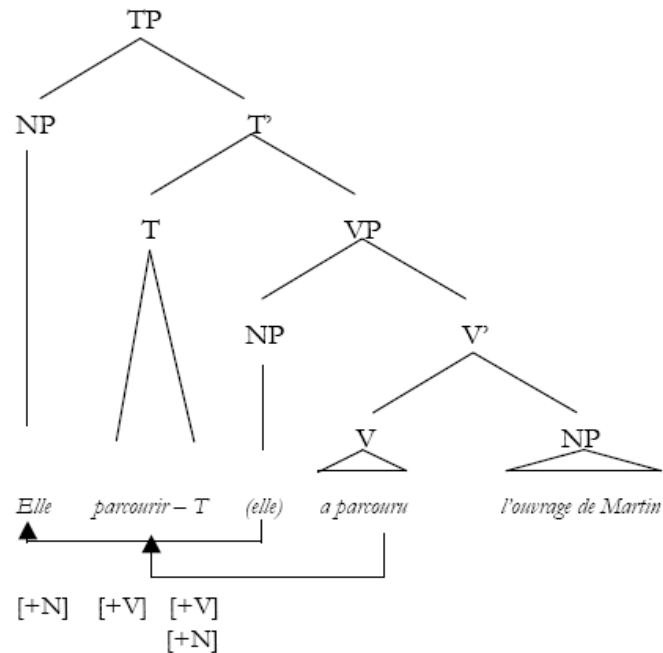 TP
NP T’
T VP
NP V’
V NP
Elle parcourir – T (elle) a parcouru l’ouvrage de Martin
[+N] [+V] [+V]
[+N]